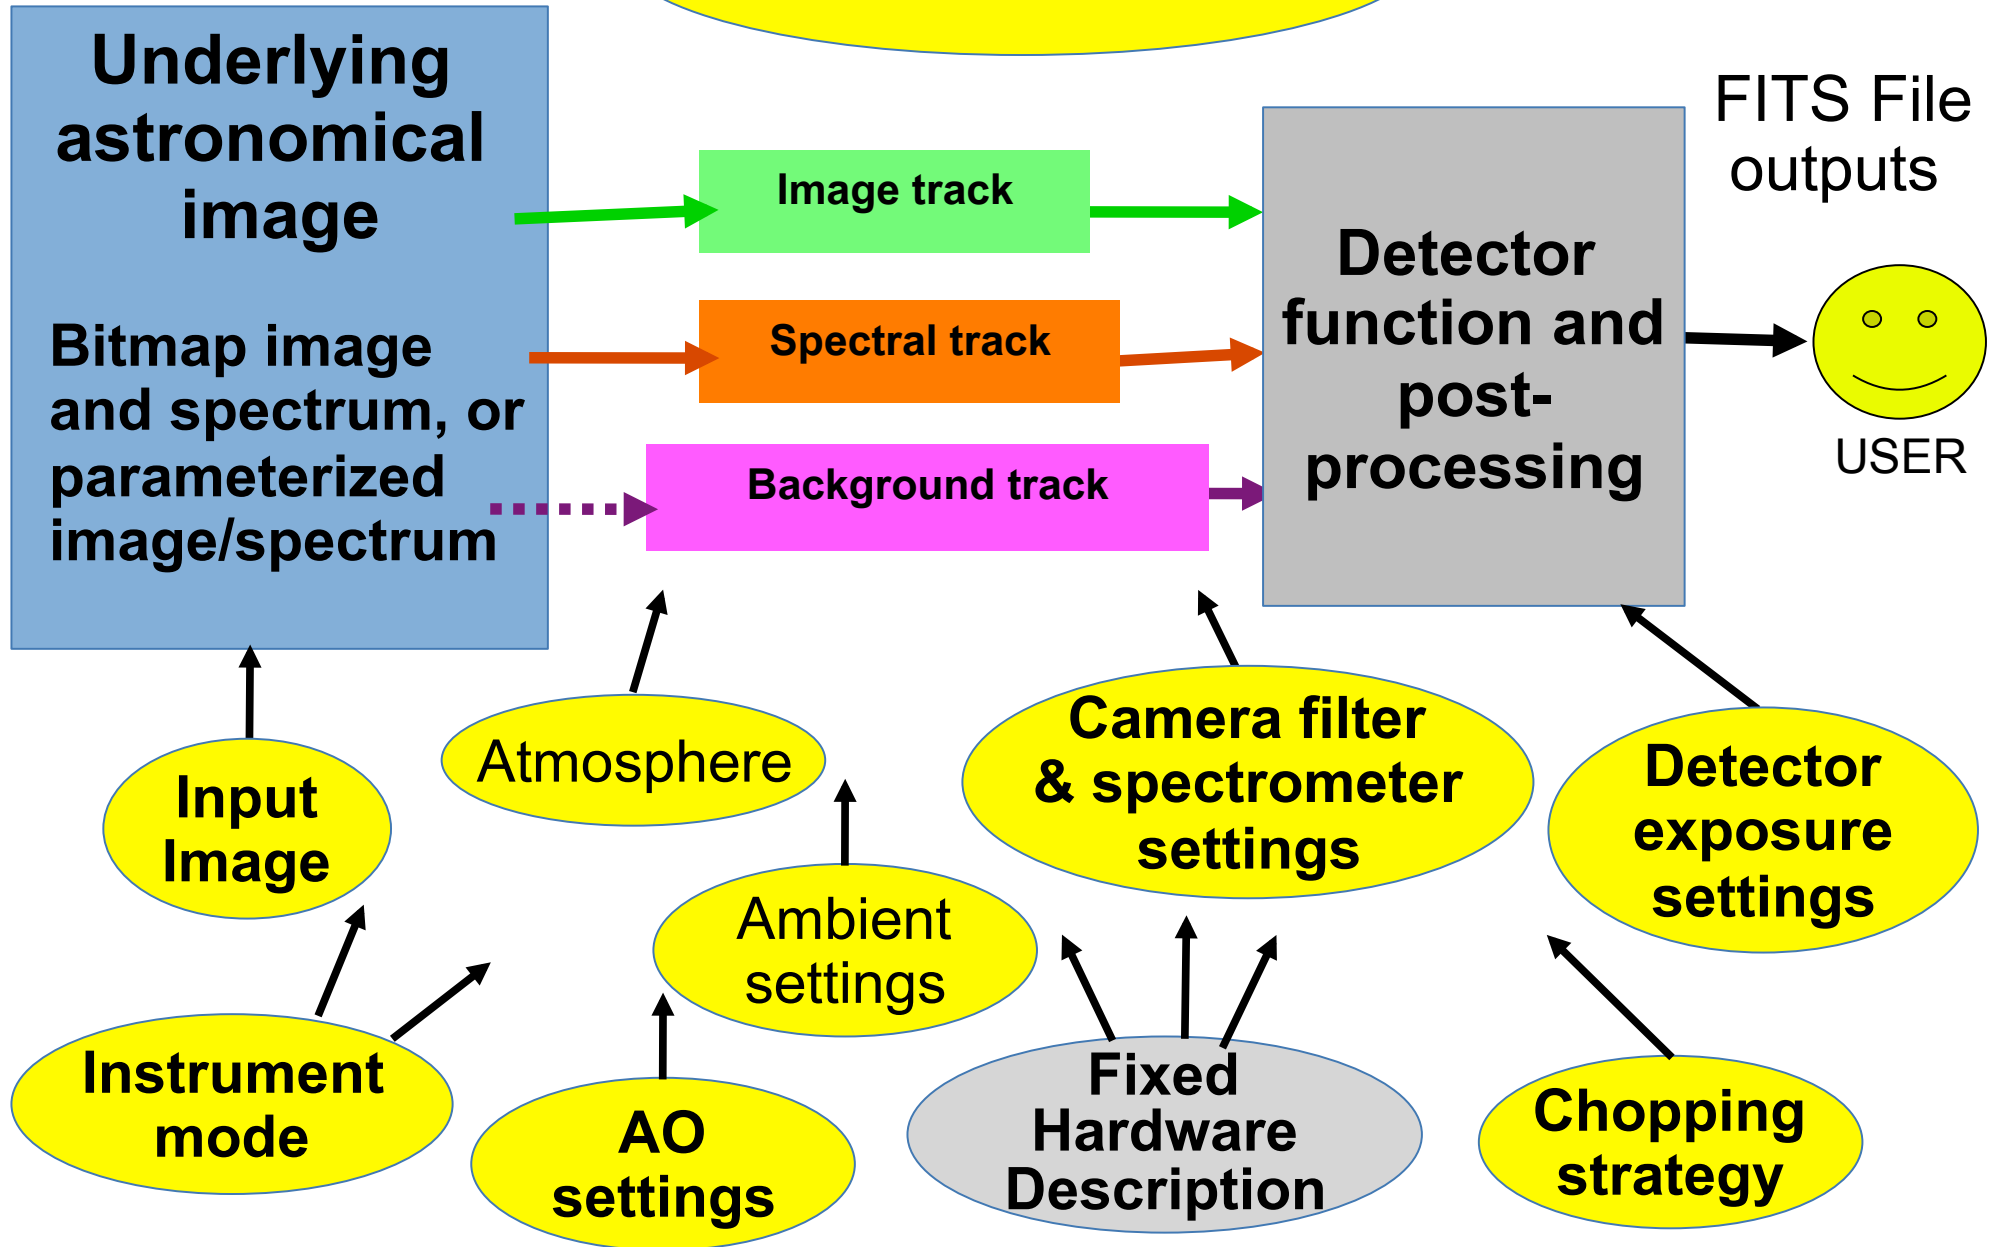 Underlying
astronomical
image
Bitmap image
and spectrum, or
parameterized
image/spectrum
Image track
Spectral track
Background track
Detector
function and
post-
processing
FITS File
outputs
USER
Input
Image
Atmosphere
Camera filter
& spectrometer
settings
Detector
exposure
settings
Ambient
settings
Instrument
mode
AO
settings
Fixed
Hardware
Description
Chopping
strategy